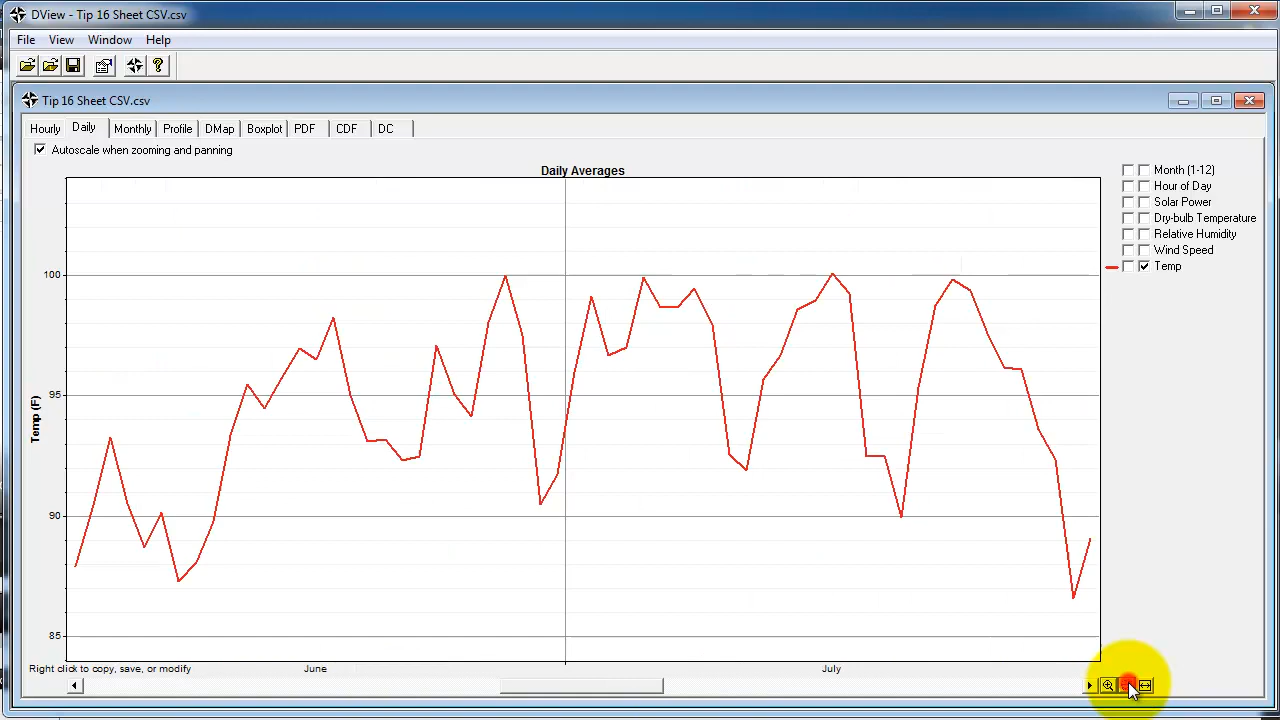 DView - Tip 16 Sheet CSV.csv
File View Window Help
Tip 16 Sheet CSV.csv
Hourly Daily Monthly Profile DMap Boxplot PDF CDF DC
Autoscale when zooming and panning
Daily Averages
Month (1-12)
Hour of Day
Solar Power
Dry-bulb Temperature
Relative Humidity
Wind Speed
Temp
100
95
90
85
Temp (F)
Right click to copy, save, or modify
June July